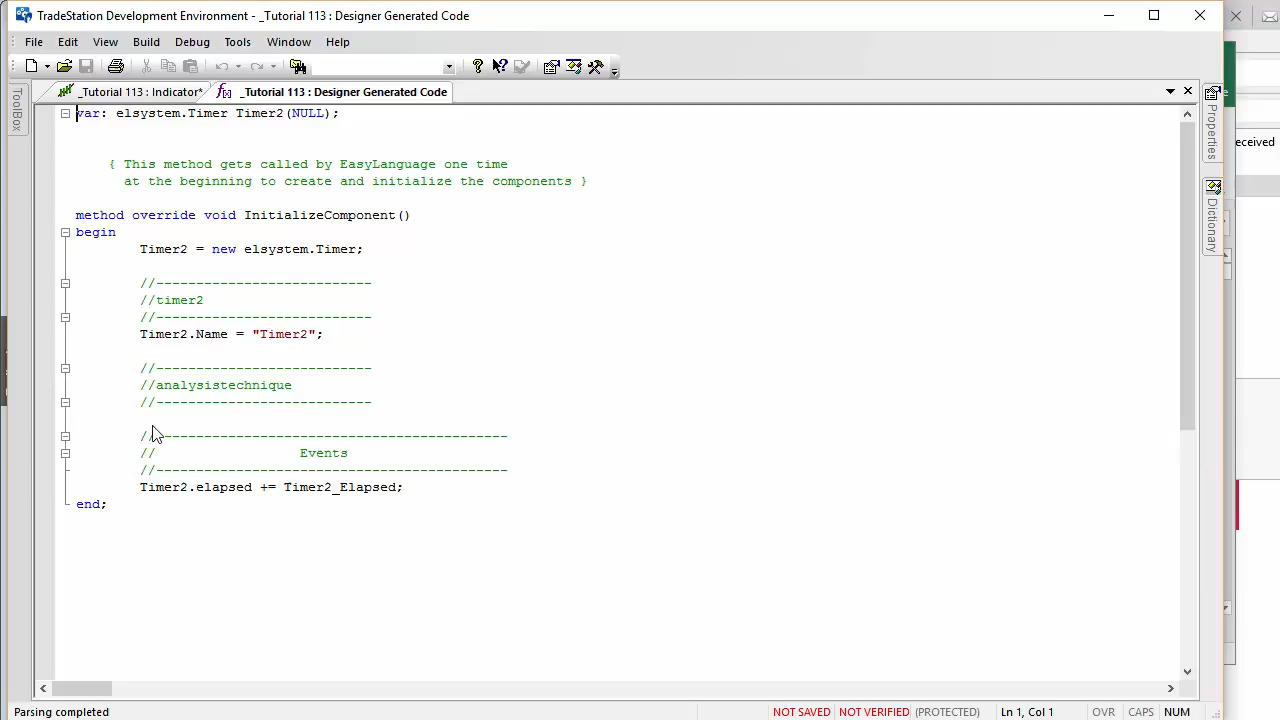 TradeStation Development Environment - _Tutorial 113 : Designer Generated Code
File Edit View Build Debug Tools Window Help
_Tutorial 113 : Indicator* _Tutorial 113 : Designer Generated Code
ToolBox
Properties
Dictionary
eceived
var: elsystem.Timer Timer2(NULL);
{ This method gets called by EasyLanguage one time
at the beginning to create and initialize the components }
method override void InitializeComponent()
begin
Timer2 = new elsystem.Timer;
//---------------------------
//timer2
//---------------------------
Timer2.Name = "Timer2";
//---------------------------
//analysistechnique
//---------------------------
//--------------------------------------------
// Events
//--------------------------------------------
Timer2.elapsed += Timer2_Elapsed;
end;
Parsing completed NOT SAVED NOT VERIFIED (PROTECTED) Ln 1, Col 1 OVR CAPS NUM